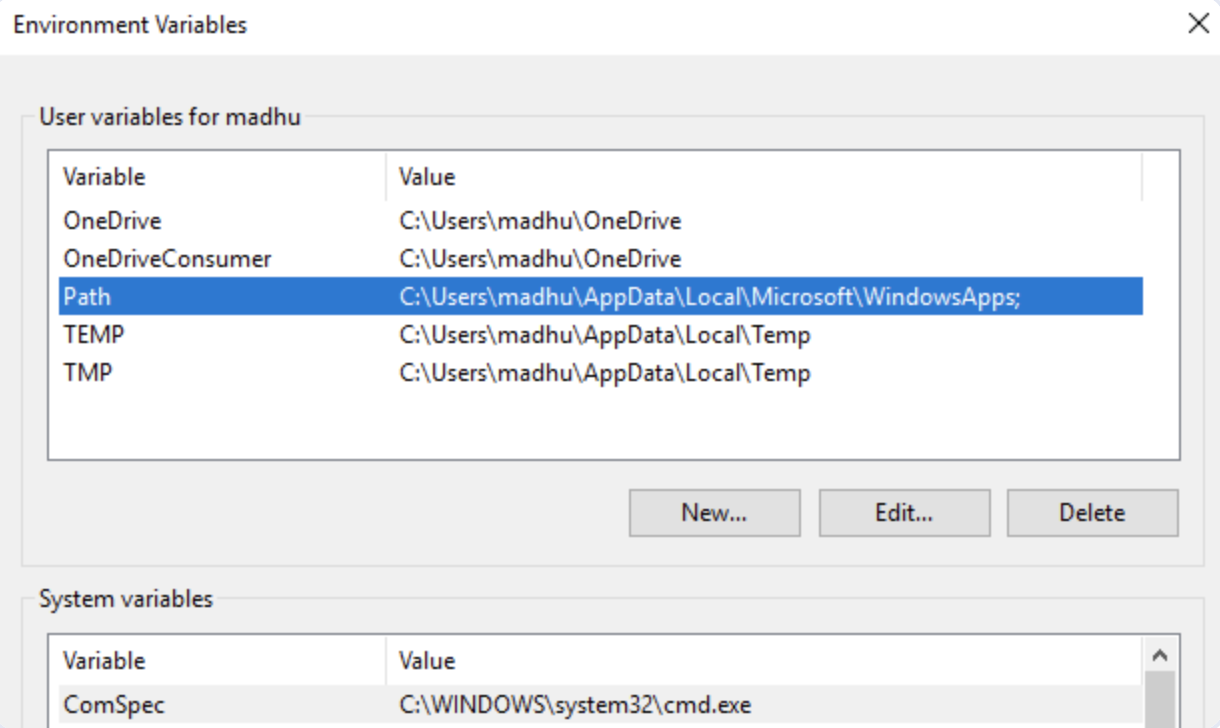 Environment Variables
User variables for madhu
Variable Value
OneDrive C:\Users\madhu\OneDrive
OneDriveConsumer C:\Users\madhu\OneDrive
Path C:\Users\madhu\AppData\Local\Microsoft\WindowsApps;
TEMP C:\Users\madhu\AppData\Local\Temp
TMP C:\Users\madhu\AppData\Local\Temp
New... Edit... Delete
System variables
Variable Value
ComSpec C:\WINDOWS\system32\cmd.exe